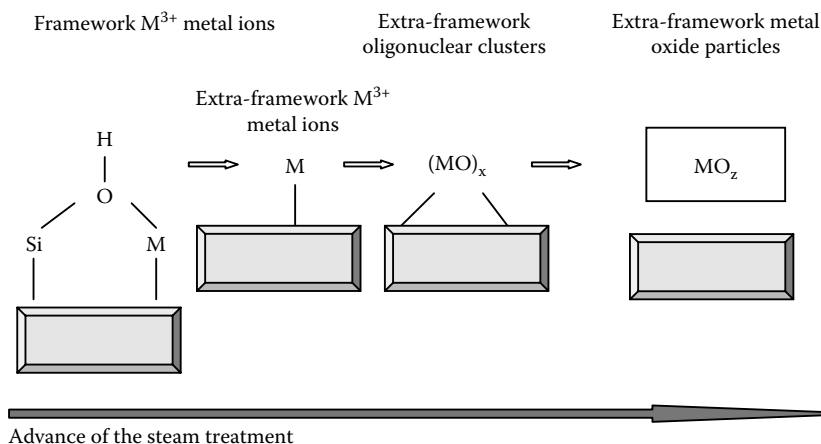 Framework M³⁺ metal ions
Extra-framework
oligonuclear clusters
Extra-framework metal
oxide particles
Extra-framework M³⁺
metal ions
H
O
Si
M
M
(MO)ₓ
MO_z
Advance of the steam treatment